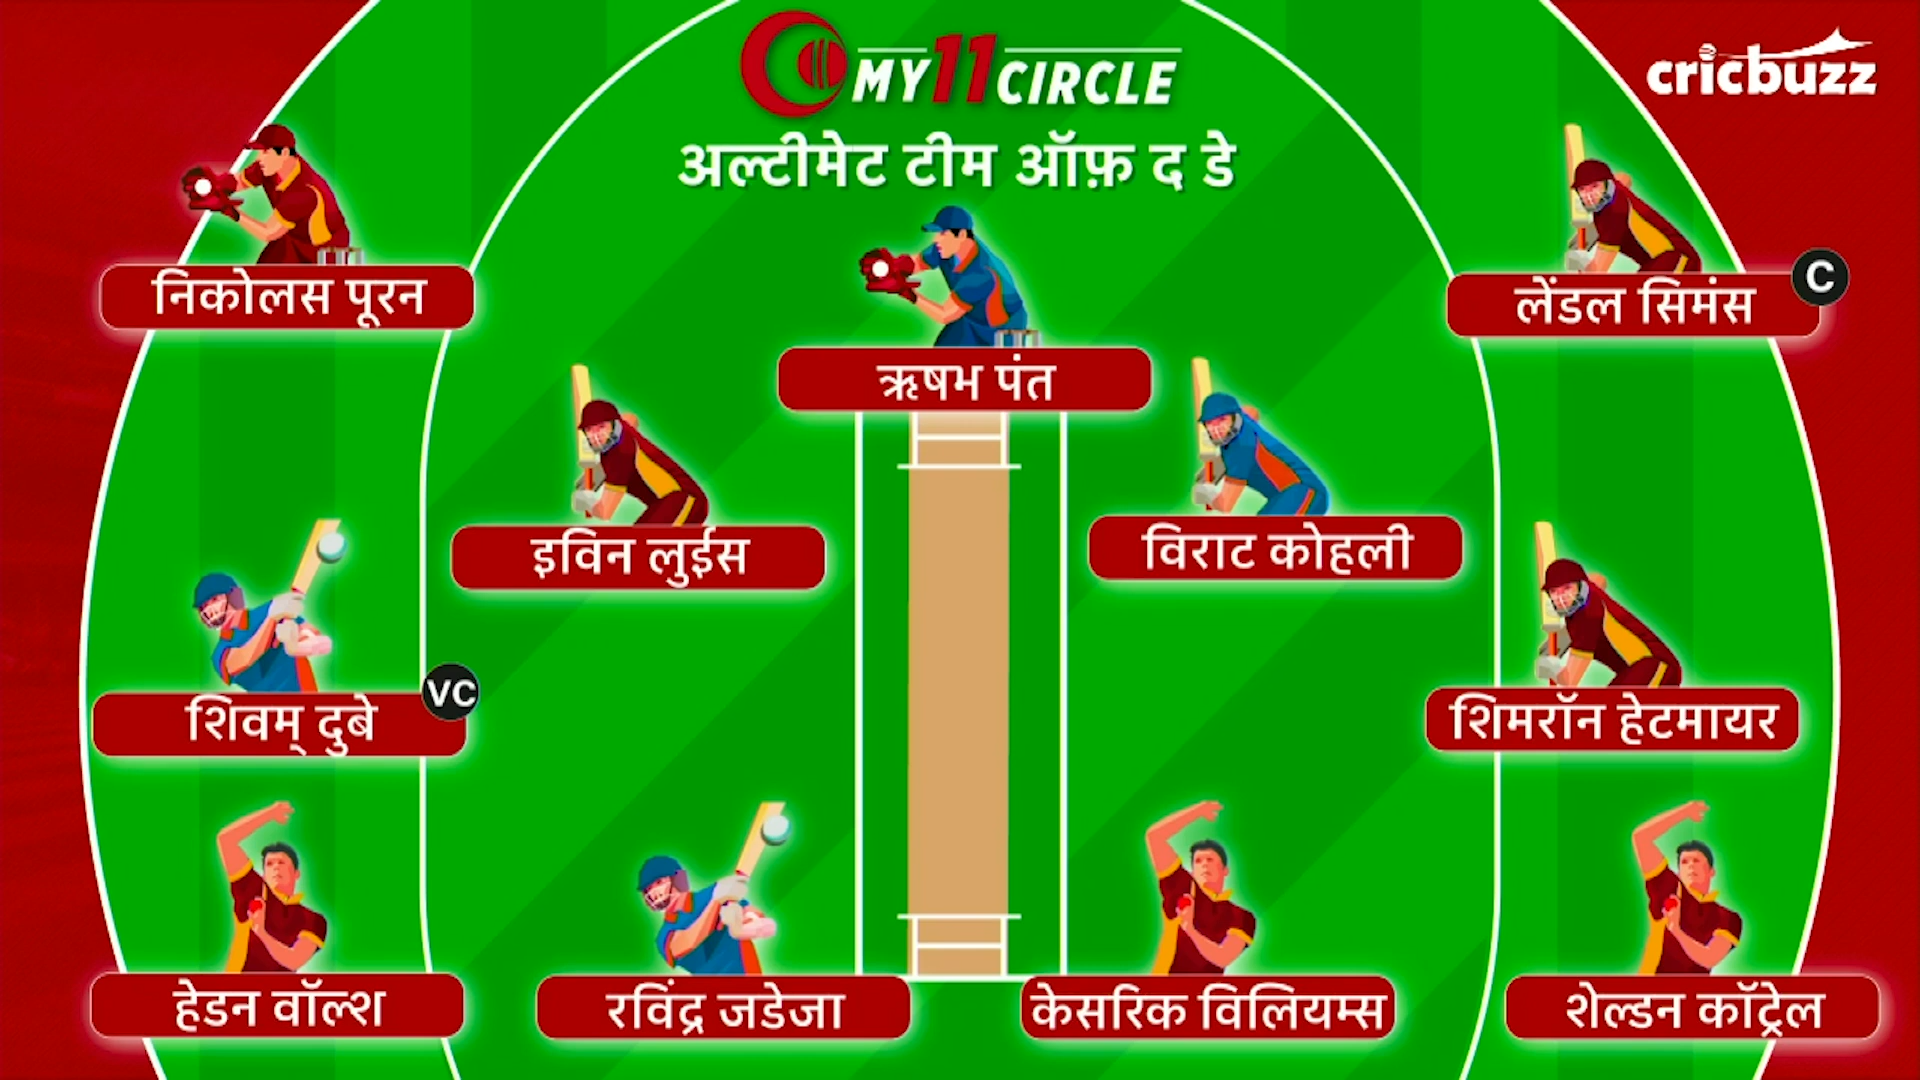 MY11CIRCLE
cricbuzz
अल्टीमेट टीम ऑफ़ द डे
निकोलस पूरन
ऋषभ पंत
लेंडल सिमंस
C
इविन लुईस
विराट कोहली
शिवम् दुबे
VC
शिमरॉन हेटमायर
हेडन वॉल्श
रविंद्र जडेजा
केसरिक विलियम्स
शेल्डन कॉट्रेल